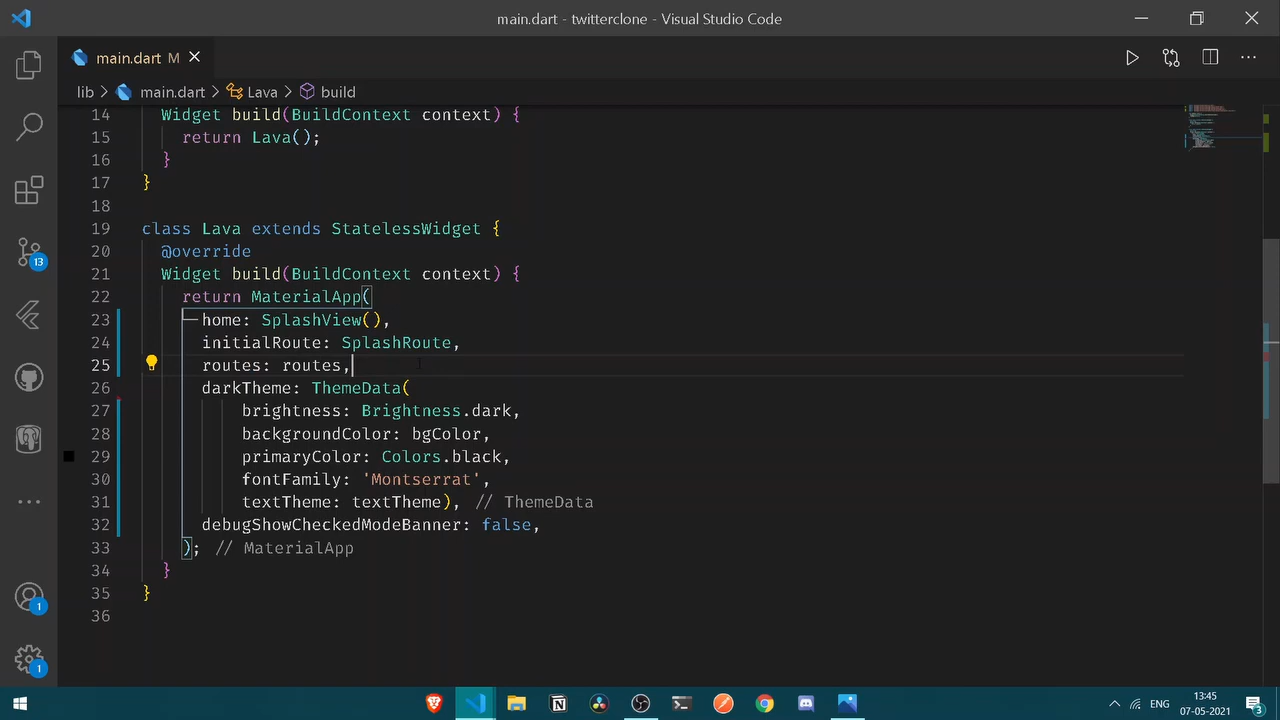 main.dart - twitterclone - Visual Studio Code
main.dart M
lib > main.dart > Lava > build
14 Widget build(BuildContext context) {
15 return Lava();
16 }
17 }
18
19 class Lava extends StatelessWidget {
20 @override
21 Widget build(BuildContext context) {
22 return MaterialApp(
23 home: SplashView(),
24 initialRoute: SplashRoute,
25 routes: routes,
26 darkTheme: ThemeData(
27 brightness: Brightness.dark,
28 backgroundColor: bgColor,
29 primaryColor: Colors.black,
30 fontFamily: 'Montserrat',
31 textTheme: textTheme), // ThemeData
32 debugShowCheckedModeBanner: false,
33 ); // MaterialApp
34 }
35 }
36
13
1
1
ENG
13:45
07-05-2021
3